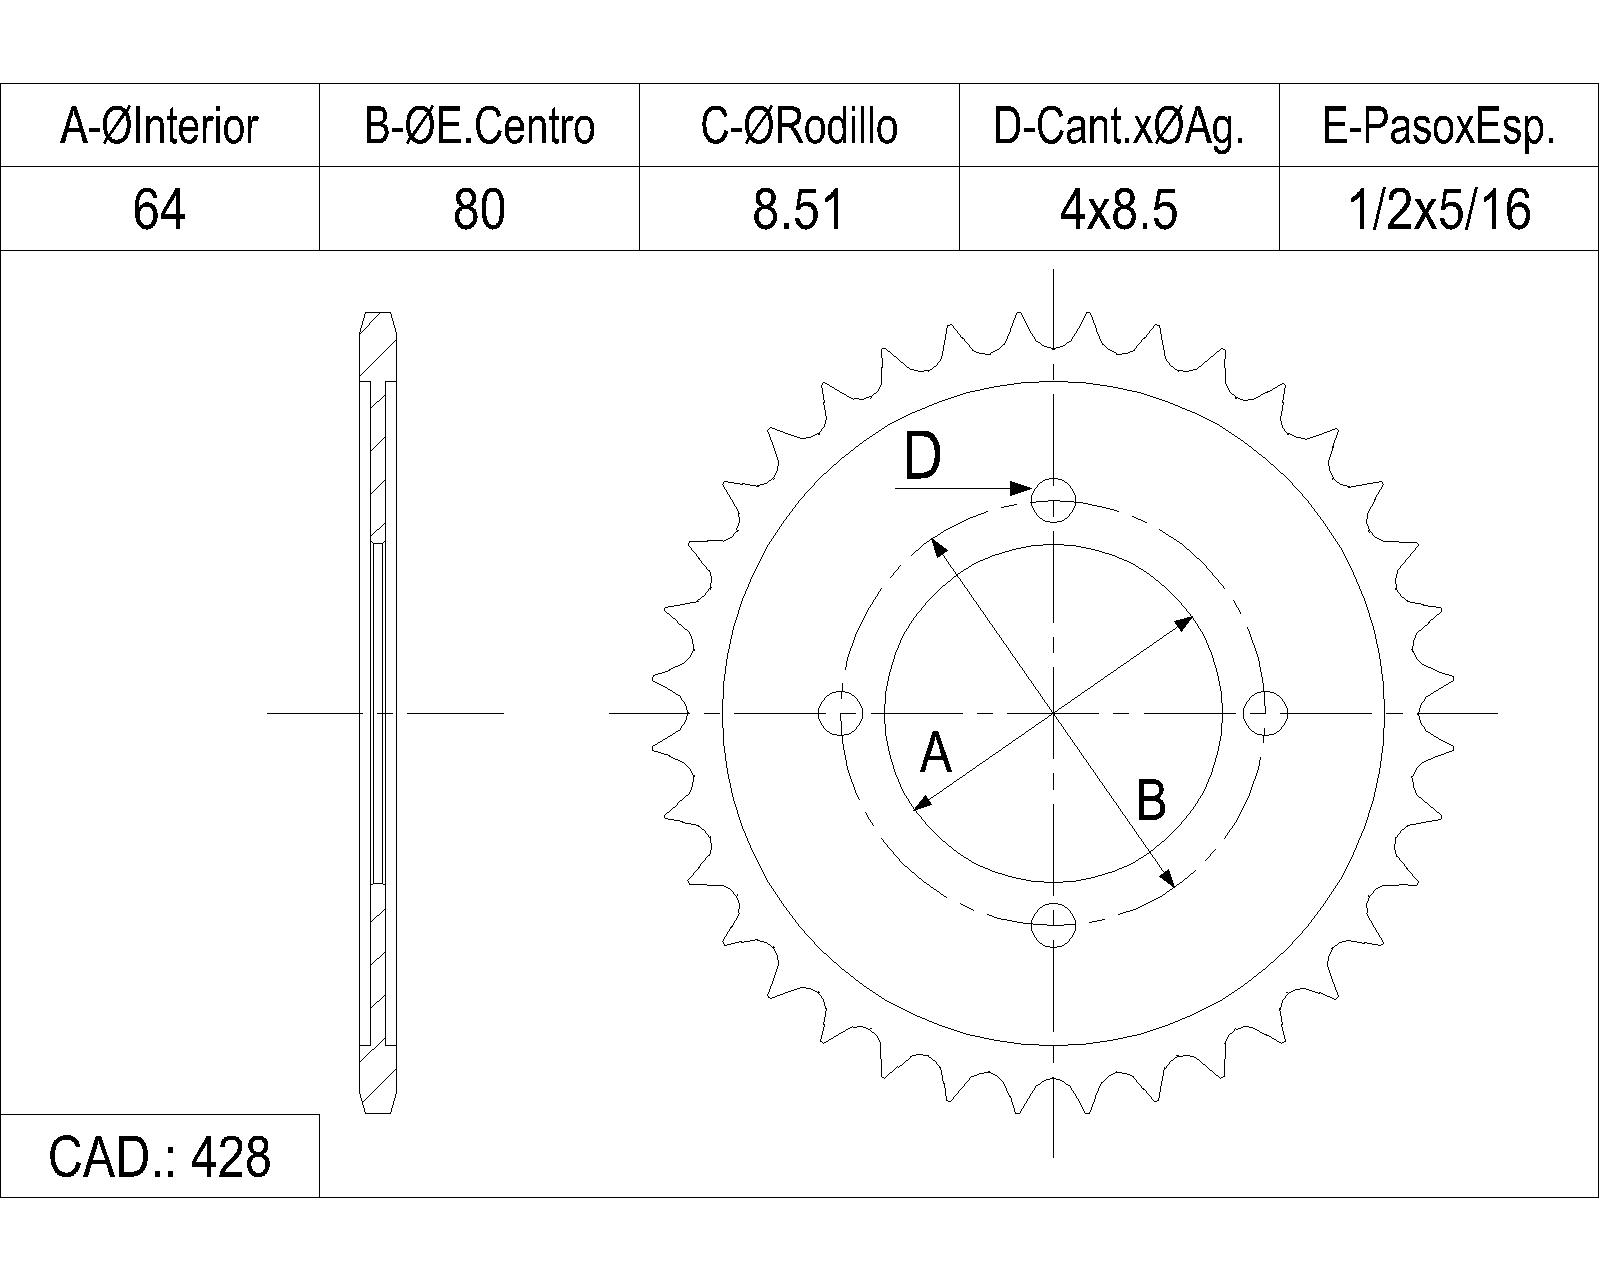 A-ØInterior B-ØE.Centro C-ØRodillo D-Cant.xØAg. E-PasoxEsp.
64 80 8.51 4x8.5 1/2x5/16
D
A
B
CAD.: 428